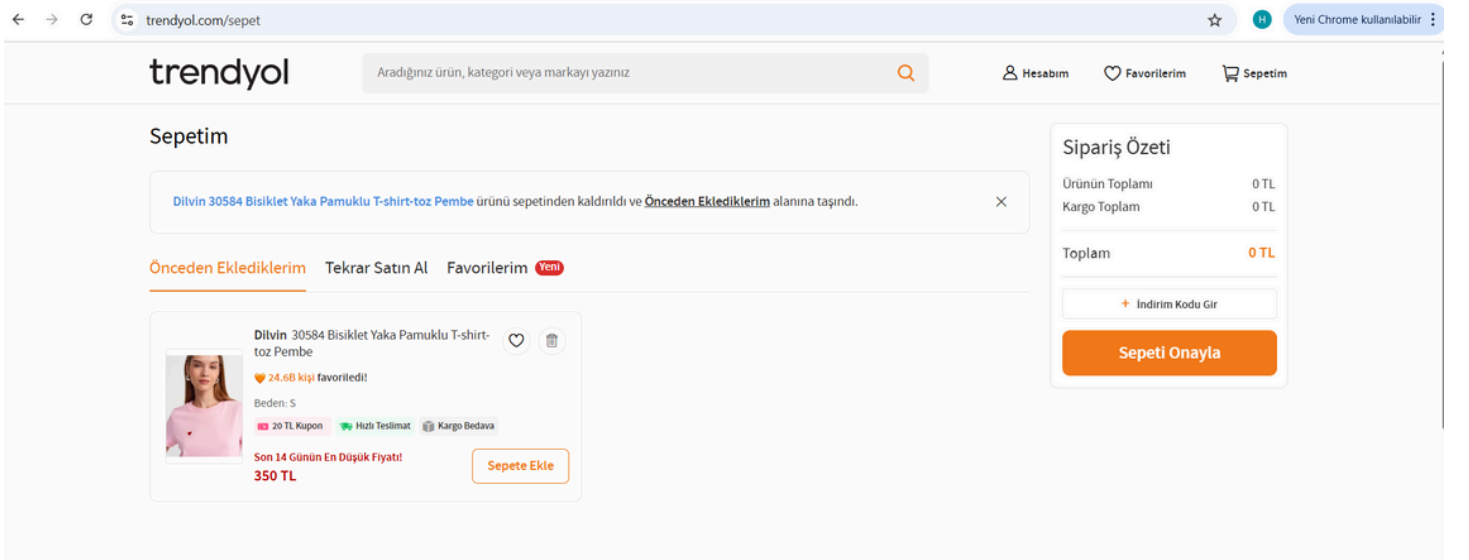 trendyol.com/sepet
H
Yeni Chrome kullanılabilir
trendyol
Aradığınız ürün, kategori veya markayı yazınız
Hesabım
Favorilerim
Sepetim
Sepetim
Dilvin 30584 Bisiklet Yaka Pamuklu T-shirt-toz Pembe ürünü sepetinden kaldırıldı ve Önceden Eklediklerim alanına taşındı.
Önceden Eklediklerim
Tekrar Satın Al
Favorilerim
Yeni
Dilvin 30584 Bisiklet Yaka Pamuklu T-shirt-
toz Pembe
24.6B kişi favoriledi!
Beden: S
20 TL Kupon
Hızlı Teslimat
Kargo Bedava
Son 14 Günün En Düşük Fiyatı!
350 TL
Sepete Ekle
Sipariş Özeti
Ürünün Toplamı 0 TL
Kargo Toplam 0 TL
Toplam 0 TL
+ İndirim Kodu Gir
Sepeti Onayla